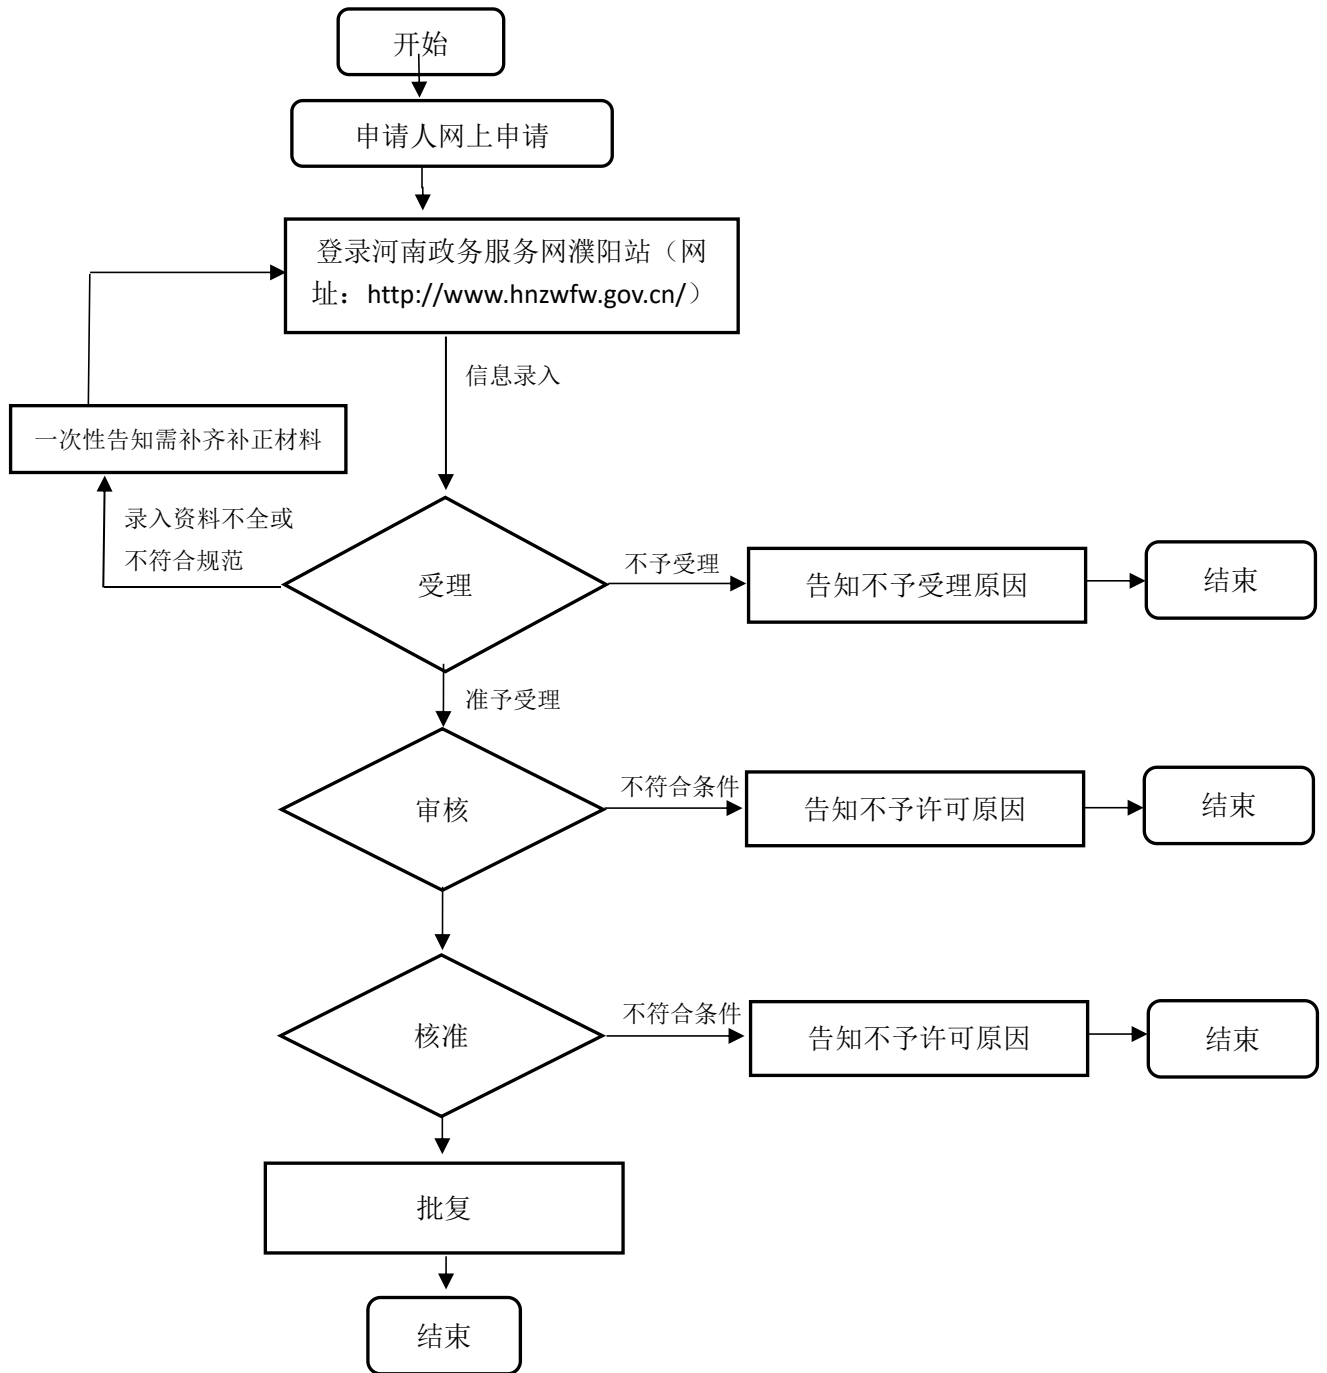 开始
申请人网上申请
登录河南政务服务网濮阳站（网
址：http://www.hnzwfw.gov.cn/）
信息录入
一次性告知需补齐补正材料
录入资料不全或
不符合规范
受理
不予受理
告知不予受理原因
结束
准予受理
审核
不符合条件
告知不予许可原因
结束
核准
不符合条件
告知不予许可原因
结束
批复
结束